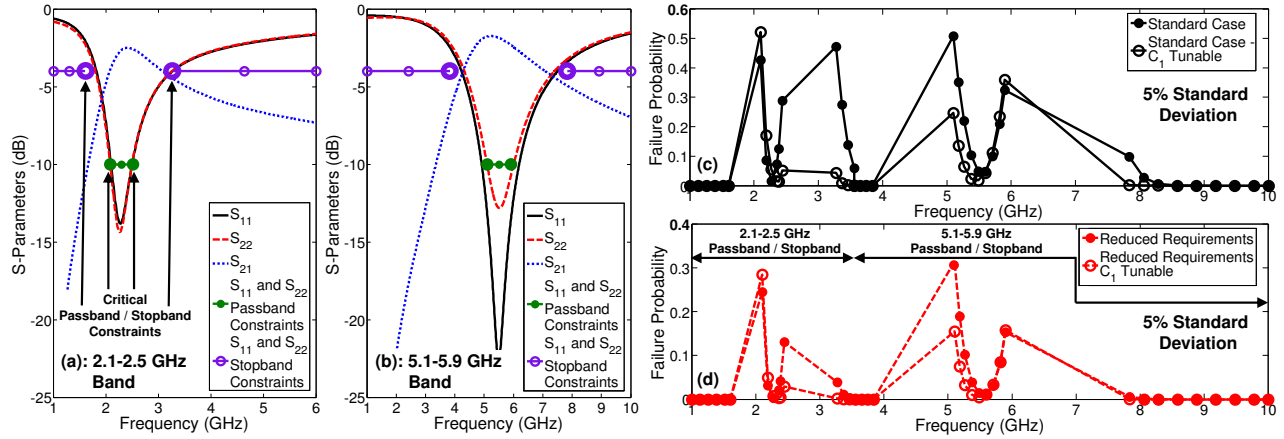 S-Parameters (dB)
0
-5
-10
-15
-20
-25
1 2 3 4 5 6
Frequency (GHz)
Critical
Passband / Stopband
Constraints
(a): 2.1-2.5 GHz
Band
S11
S22
S21
S11 and S22
Passband
Constraints
S11 and S22
Stopband
Constraints
0
-5
-10
-15
-20
-25
1 2 3 4 5 6 7 8 9 10
Frequency (GHz)
(b): 5.1-5.9 GHz
Band
S11
S22
S21
S11 and S22
Passband
Constraints
S11 and S22
Stopband
Constraints
Failure Probability
0.6
0.5
0.4
0.3
0.2
0.1
0
1 2 3 4 5 6 7 8 9 10
Frequency (GHz)
(c)
Standard Case
Standard Case -
C1 Tunable
5% Standard
Deviation
Failure Probability
0.4
0.3
0.2
0.1
0
1 2 3 4 5 6 7 8 9 10
Frequency (GHz)
(d)
2.1-2.5 GHz
Passband / Stopband
5.1-5.9 GHz
Passband / Stopband
Reduced Requirements
Reduced Requirements
C1 Tunable
5% Standard
Deviation